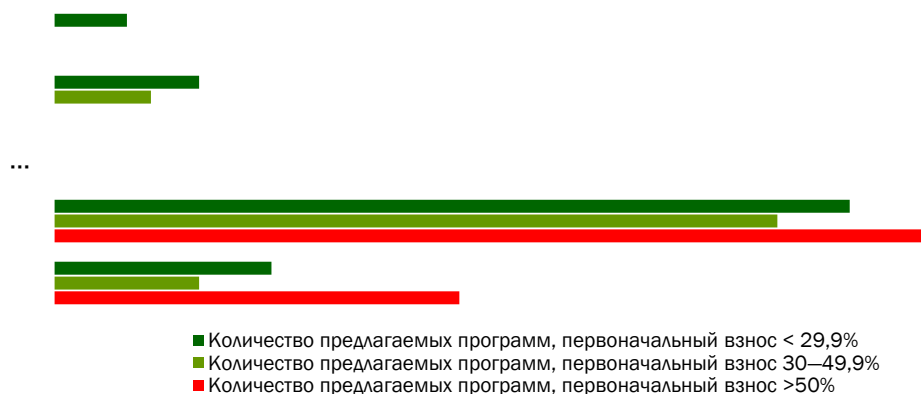 ...
Количество предлагаемых программ, первоначальный взнос < 29,9%
Количество предлагаемых программ, первоначальный взнос 30—49,9%
Количество предлагаемых программ, первоначальный взнос >50%